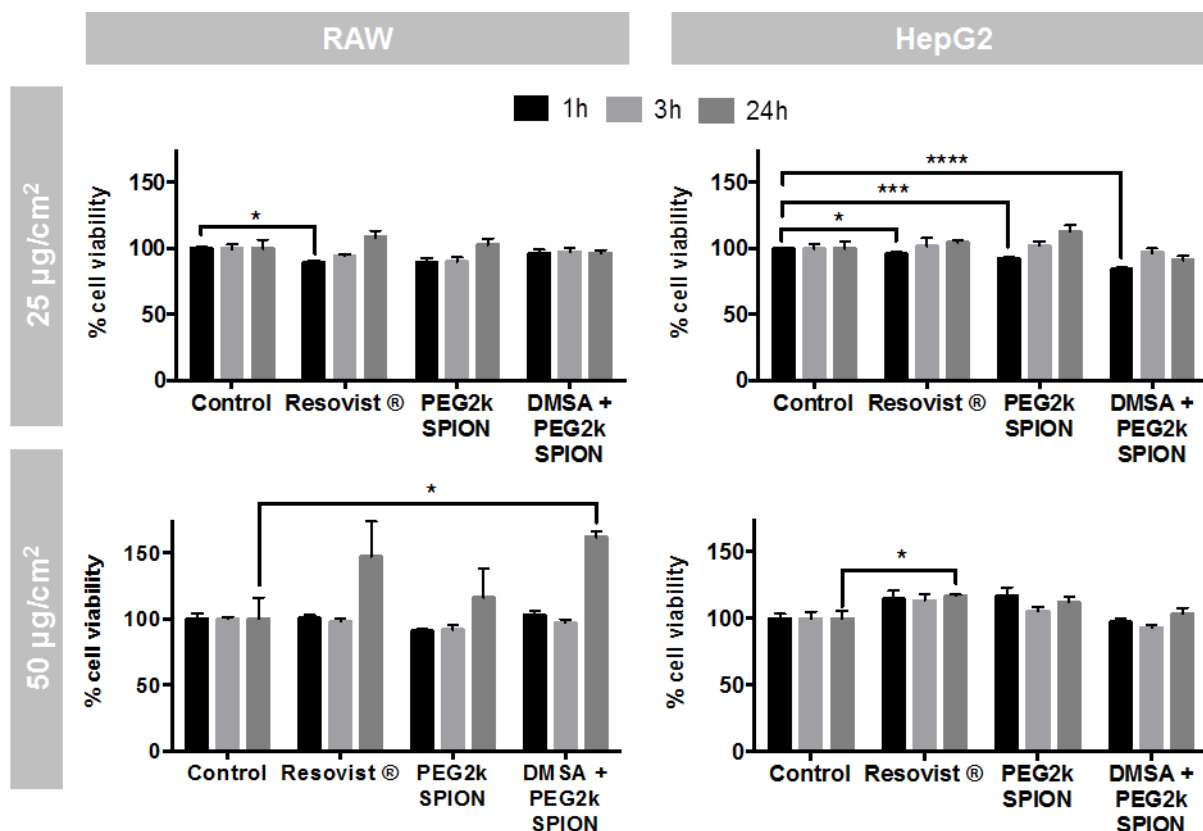 RAW
HepG2
1h 3h 24h
25 µg/cm²
% cell viability
150
100
50
0
*
Control Resovist ® PEG2k DMSA +
SPION PEG2k
SPION
% cell viability
150
100
50
0
****
***
*
Control Resovist ® PEG2k DMSA +
SPION PEG2k
SPION
50 µg/cm²
% cell viability
150
100
50
0
*
Control Resovist ® PEG2k DMSA +
SPION PEG2k
SPION
% cell viability
150
100
50
0
*
Control Resovist ® PEG2k DMSA +
SPION PEG2k
SPION